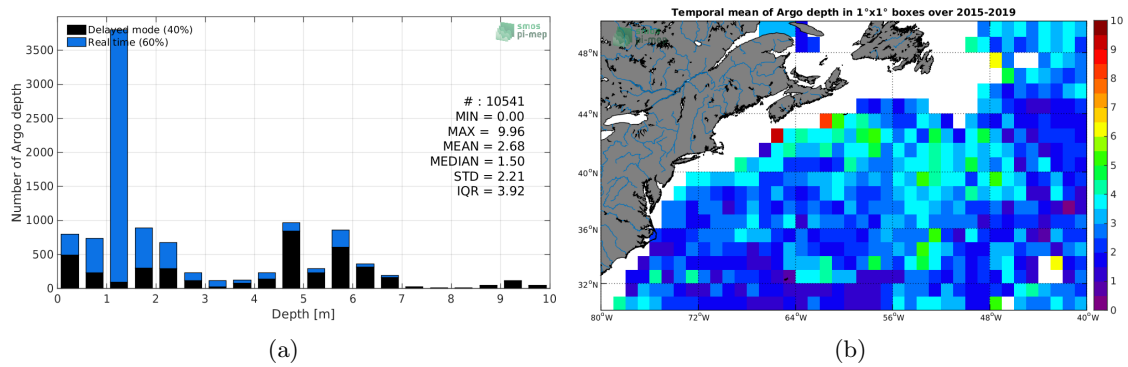 Delayed mode (40%)
Real time (60%)
smos
pi-mep
3500
3000
2500
2000
1500
1000
500
0
Number of Argo depth
# : 10541
MIN = 0.00
MAX = 9.96
MEAN = 2.68
MEDIAN = 1.50
STD = 2.21
IQR = 3.92
0 1 2 3 4 5 6 7 8 9 10
Depth [m]
(a)
Temporal mean of Argo depth in 1°x1° boxes over 2015-2019
smos
pi-mep
48°N
44°N
40°N
36°N
32°N
80°W 72°W 64°W 56°W 48°W 40°W
10
9
8
7
6
5
4
3
2
1
0
(b)